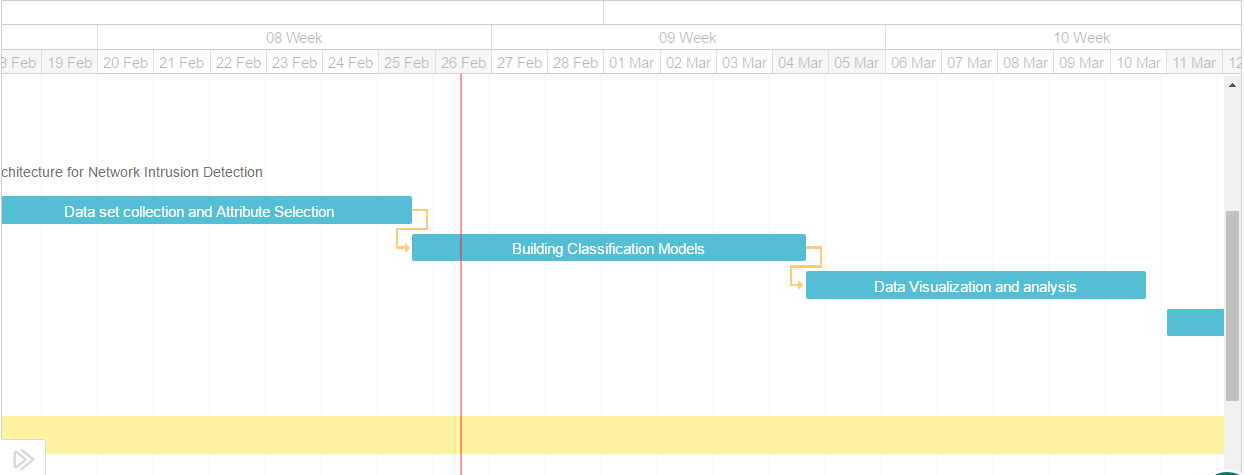 08 Week 09 Week 10 Week
8 Feb 19 Feb 20 Feb 21 Feb 22 Feb 23 Feb 24 Feb 25 Feb 26 Feb 27 Feb 28 Feb 01 Mar 02 Mar 03 Mar 04 Mar 05 Mar 06 Mar 07 Mar 08 Mar 09 Mar 10 Mar 11 Mar 12
chitecture for Network Intrusion Detection
Data set collection and Attribute Selection
Building Classification Models
Data Visualization and analysis